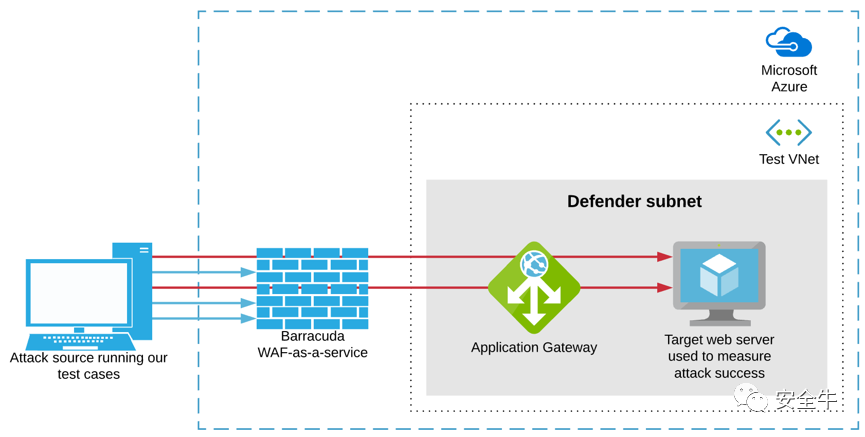 Microsoft
Azure
Test VNet
Defender subnet
Attack source running our
test cases
Barracuda
WAF-as-a-service
Application Gateway
Target web server
used to measure
attack success
安全牛